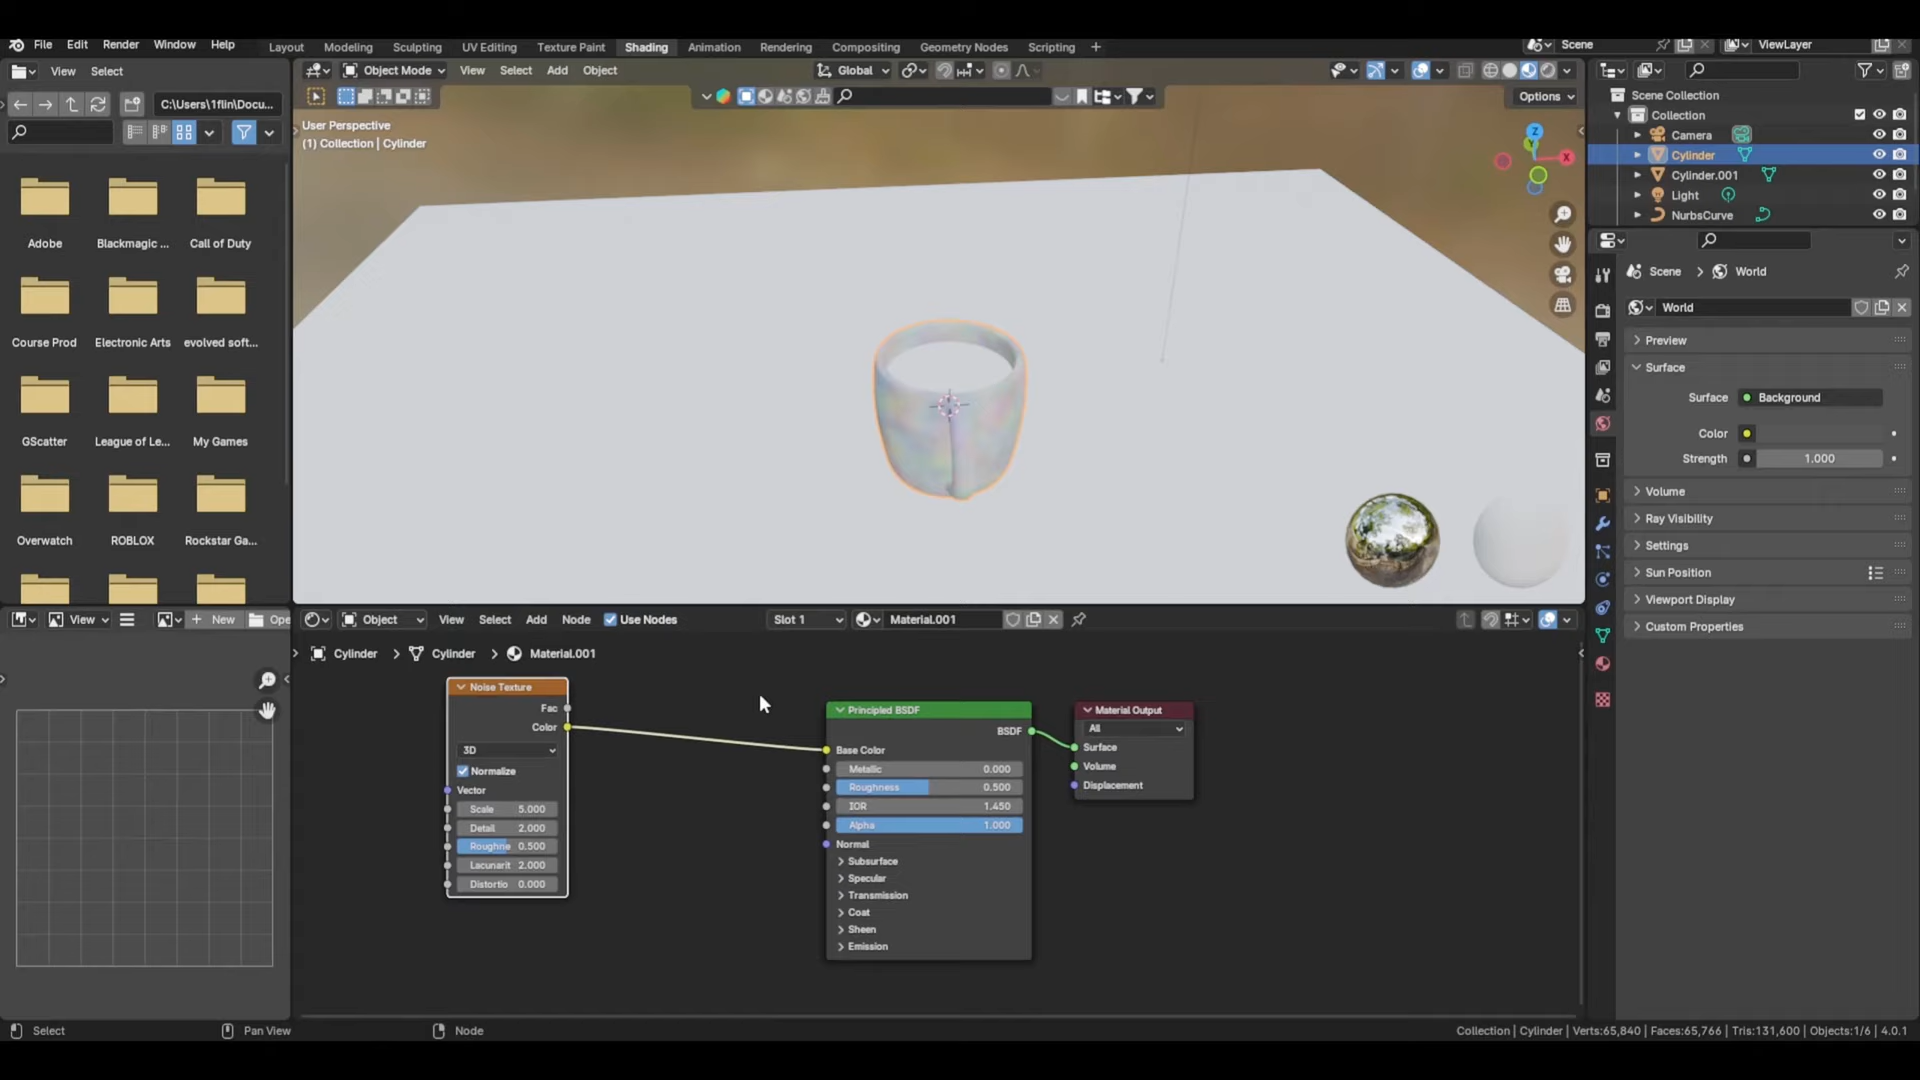 File Edit Render Window Help Layout Modeling Sculpting UV Editing Texture Paint Shading Animation Rendering Compositing Geometry Nodes Scripting + Scene ViewLayer
View Select
Object Mode View Select Add Object Global
C:\Users\1flin\Docu...
Options
User Perspective
(1) Collection | Cylinder
Z
Y
X
Adobe Blackmagic ... Call of Duty
Course Prod Electronic Arts evolved soft...
GScatter League of Le... My Games
Overwatch ROBLOX Rockstar Ga...
Scene Collection
Collection
Camera
Cylinder
Cylinder.001
Light
NurbsCurve
Scene > World
World
Preview
Surface
Surface Background
Color
Strength 1.000
Volume
Ray Visibility
Settings
Sun Position
Viewport Display
Custom Properties
View + New Ope
Object View Select Add Node Use Nodes Slot 1 Material.001
Cylinder > Cylinder > Material.001
Noise Texture
Fac
Color
3D
Normalize
Vector
Scale 5.000
Detail 2.000
Roughne 0.500
Lacunarit 2.000
Distortio 0.000
Principled BSDF
BSDF
Base Color
Metallic 0.000
Roughness 0.500
IOR 1.450
Alpha 1.000
Normal
Subsurface
Specular
Transmission
Coat
Sheen
Emission
Material Output
All
Surface
Volume
Displacement
Select Pan View Node
Collection | Cylinder | Verts:65,840 | Faces:65,766 | Tris:131,600 | Objects:1/6 | 4.0.1